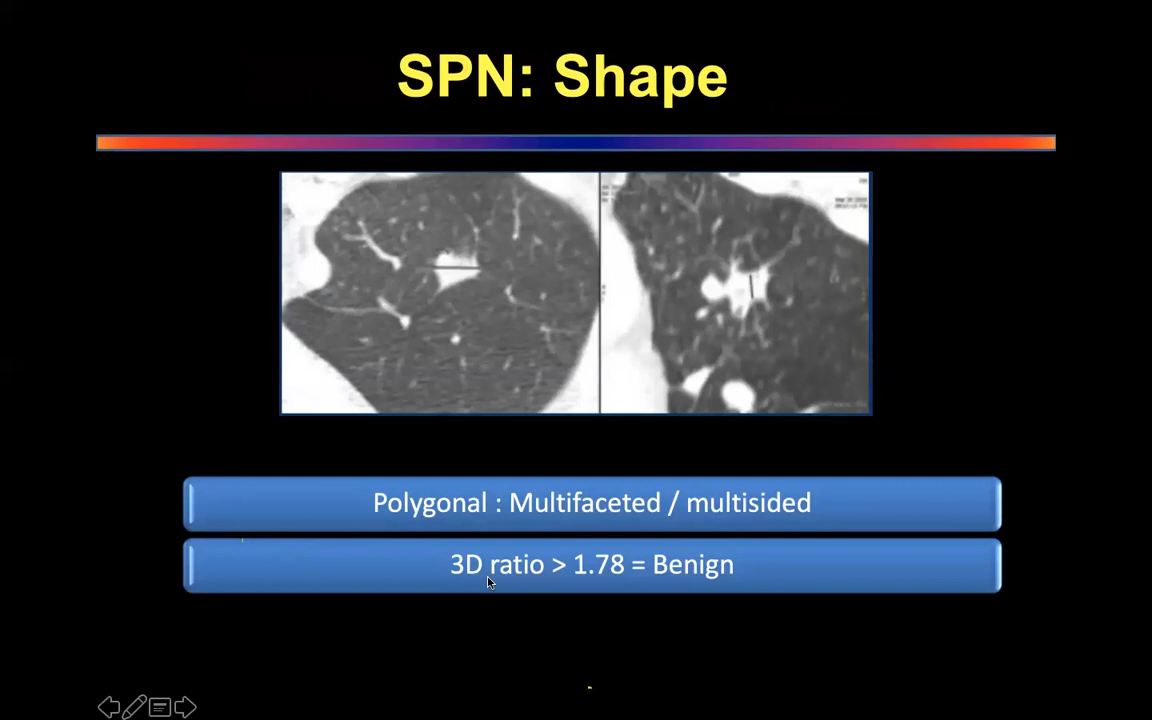 SPN: Shape
Polygonal : Multifaceted / multisided
3D ratio > 1.78 = Benign